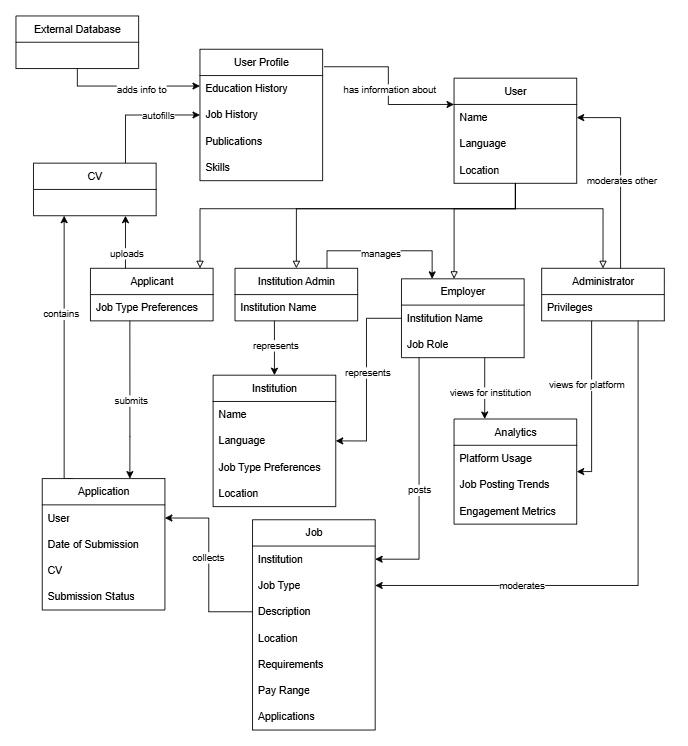 External Database
User Profile
Education History
Job History
Publications
Skills
adds info to
autofills
has information about
User
Name
Language
Location
moderates other
CV
uploads
contains
Applicant
Job Type Preferences
Institution Admin
Institution Name
manages
Employer
Institution Name
Job Role
Administrator
Privileges
represents
represents
views for institution
views for platform
submits
Institution
Name
Language
Job Type Preferences
Location
Analytics
Platform Usage
Job Posting Trends
Engagement Metrics
posts
Application
User
Date of Submission
CV
Submission Status
collects
Job
Institution
Job Type
Description
Location
Requirements
Pay Range
Applications
moderates